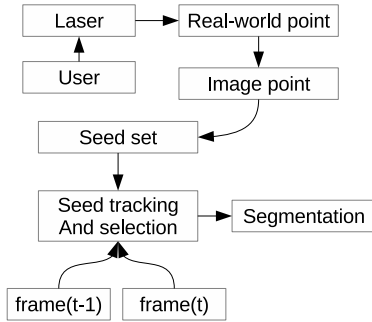 Laser
Real-world point
User
Image point
Seed set
Seed tracking
And selection
Segmentation
frame(t-1)
frame(t)